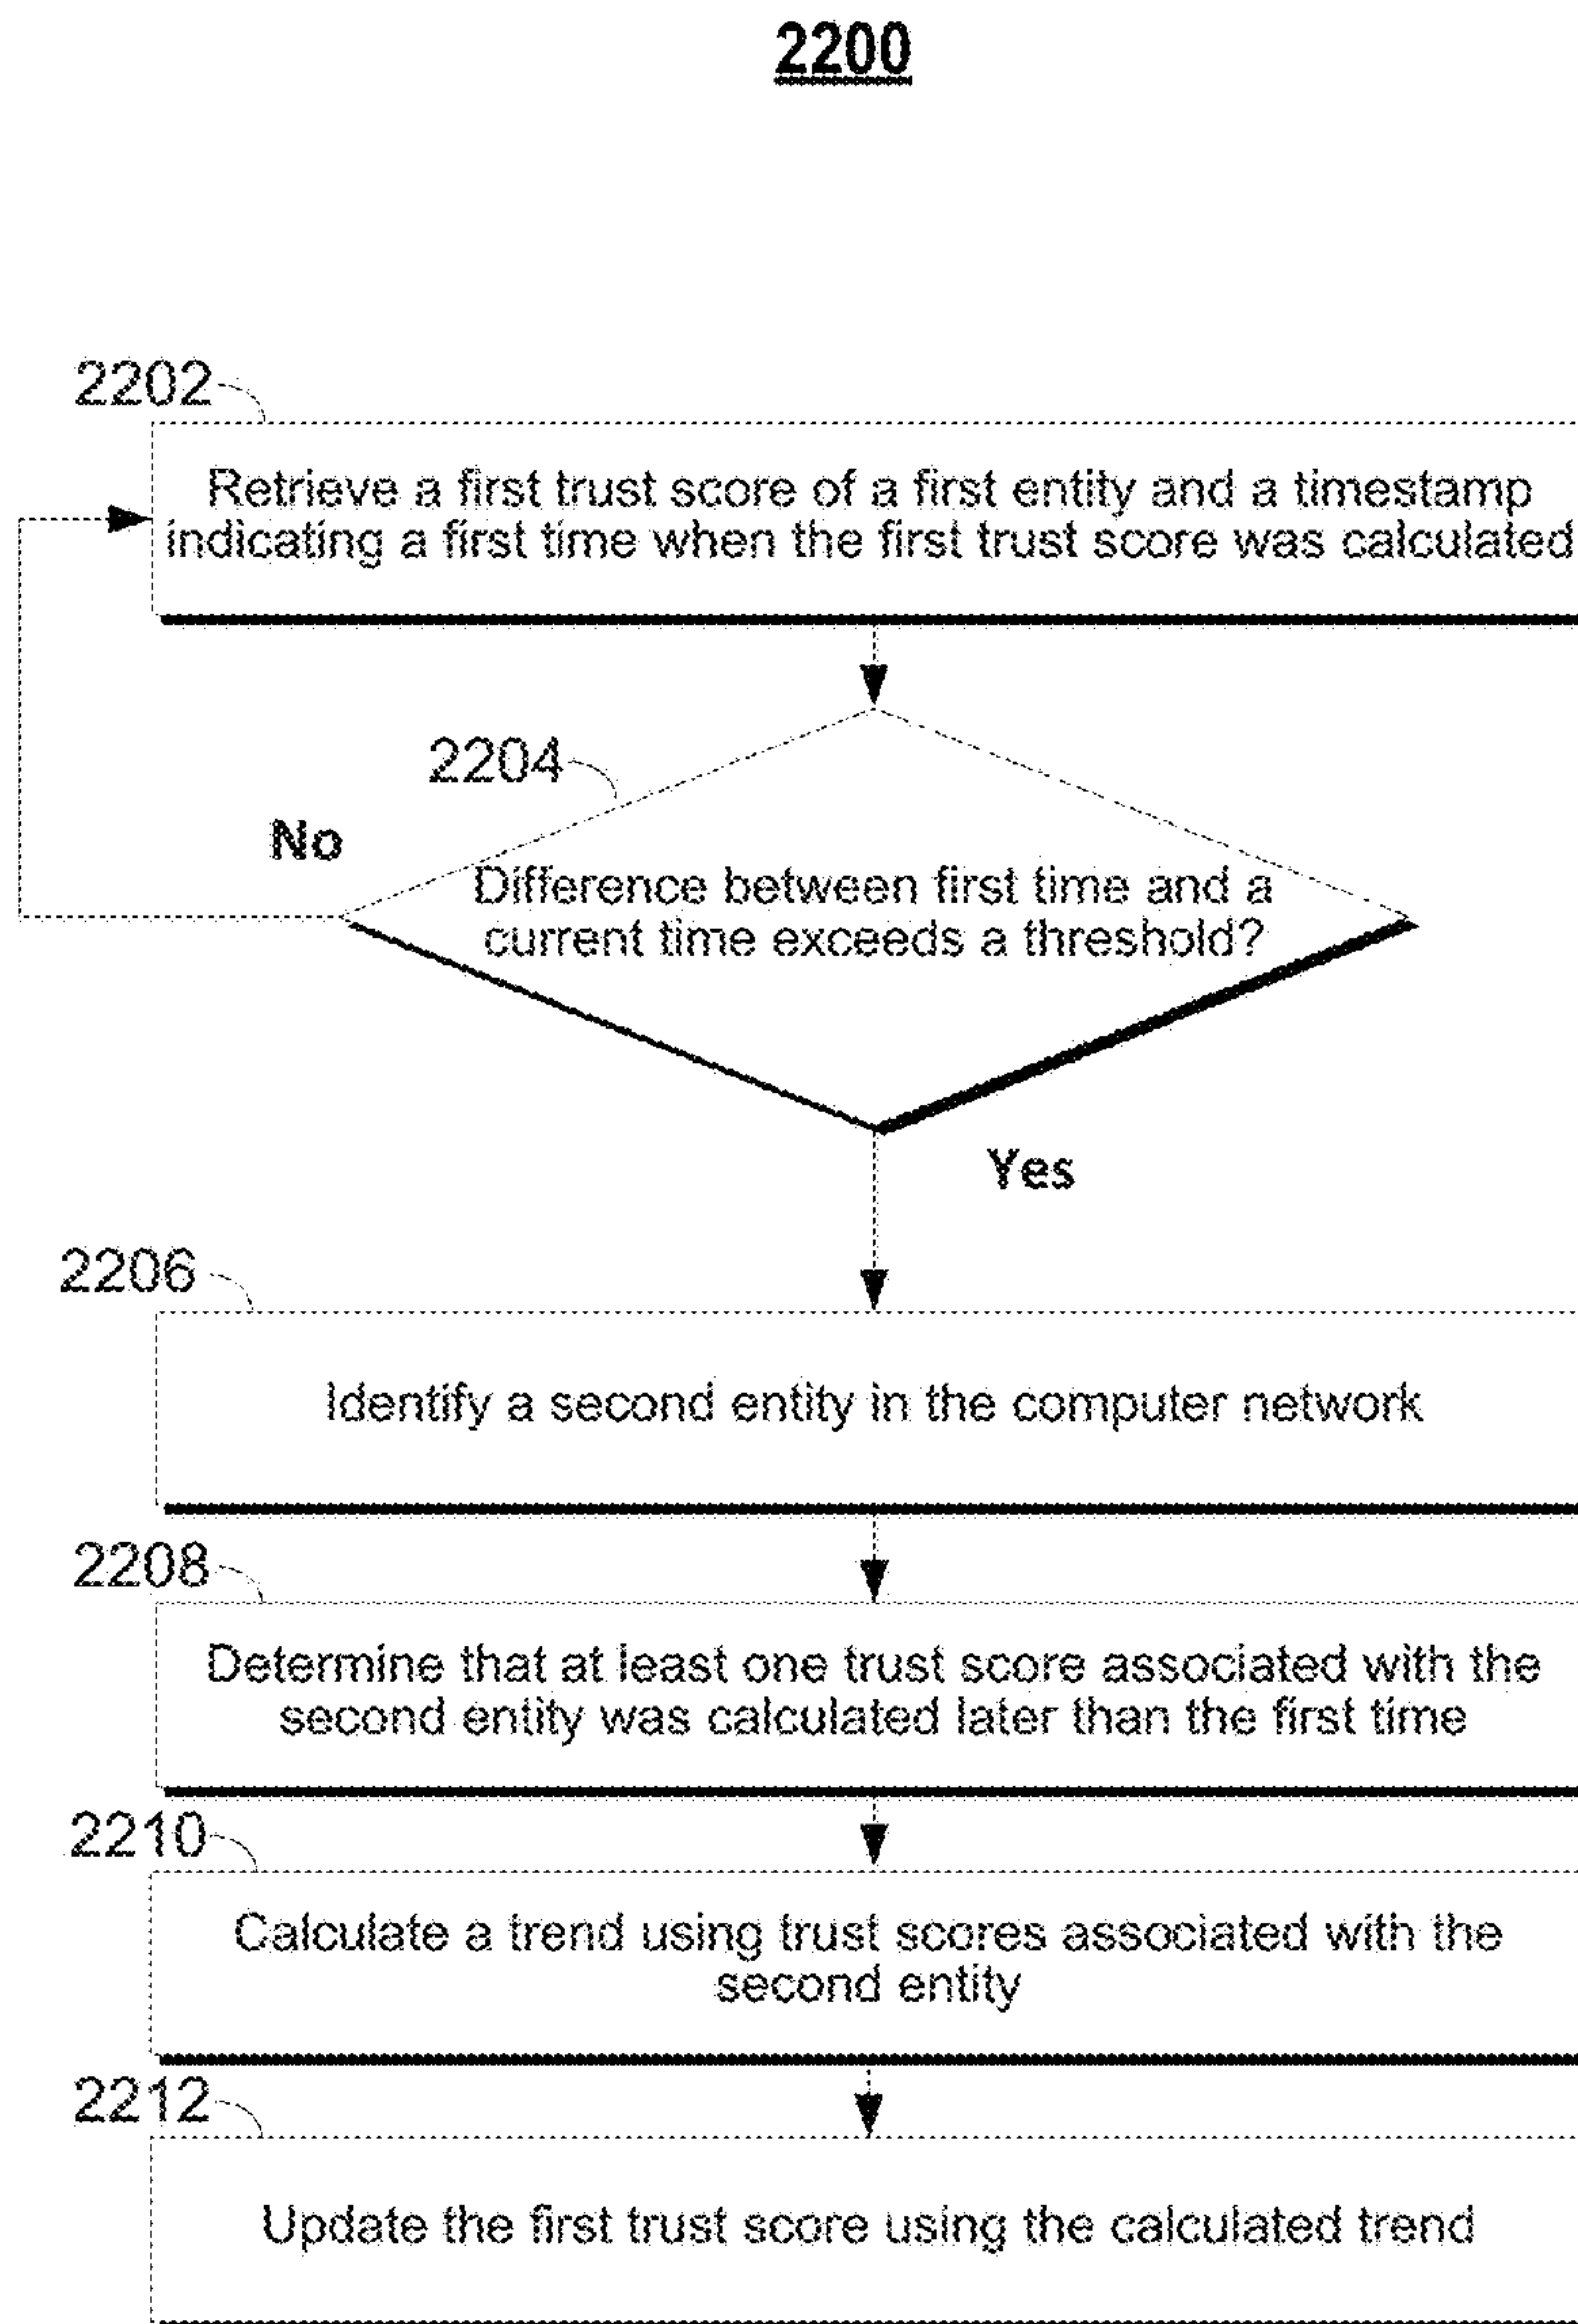 2200
2202
Retrieve a first trust score of a first entity and a timestamp
indicating a first time when the first trust score was calculated
2204
No
Difference between first time and a
current time exceeds a threshold?
Yes
2206
Identify a second entity in the computer network
2208
Determine that at least one trust score associated with the
second entity was calculated later than the first time
2210
Calculate a trend using trust scores associated with the
second entity
2212
Update the first trust score using the calculated trend